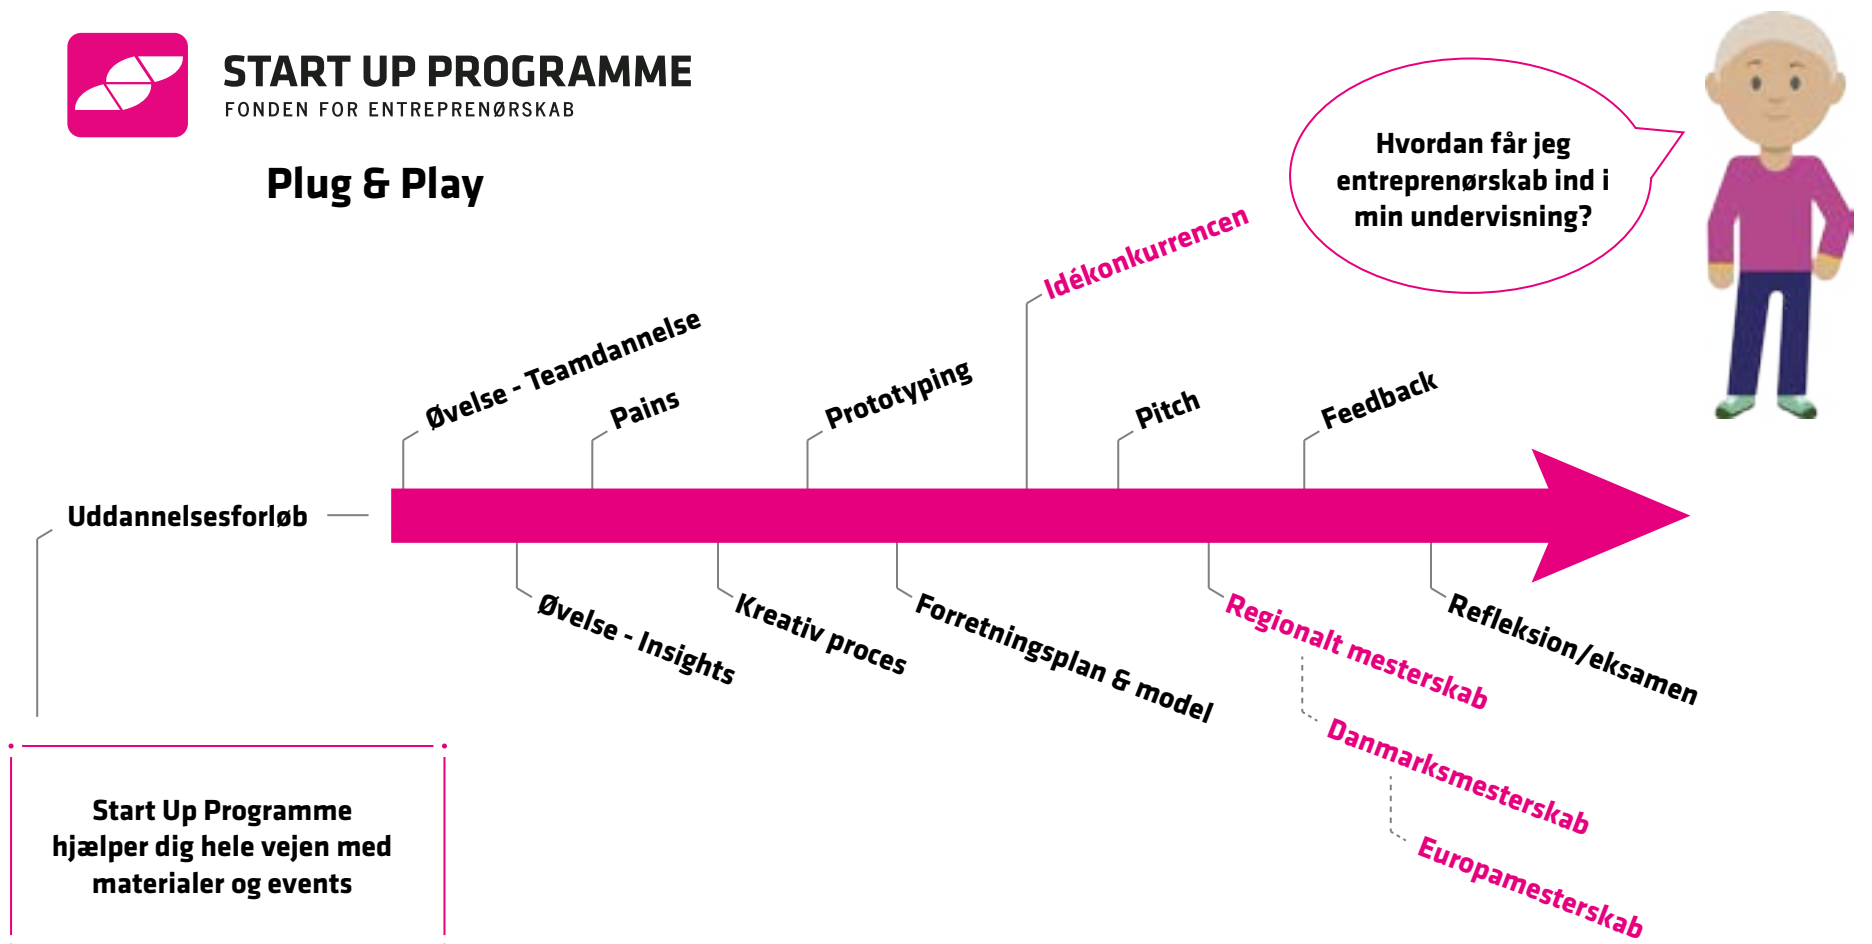 START UP PROGRAMME
FONDEN FOR ENTREPRENØRSKAB
Plug & Play
Hvordan får jeg
entreprenørskab ind i
min undervisning?
Idékonkurrencen
Øvelse - Teamdannelse
Pains
Prototyping
Pitch
Feedback
Uddannelsesforløb
Øvelse - Insights
Kreativ proces
Forretningsplan & model
Regionalt mesterskab
Refleksion/eksamen
Danmarksmesterskab
Europamesterskab
Start Up Programme
hjælper dig hele vejen med
materialer og events